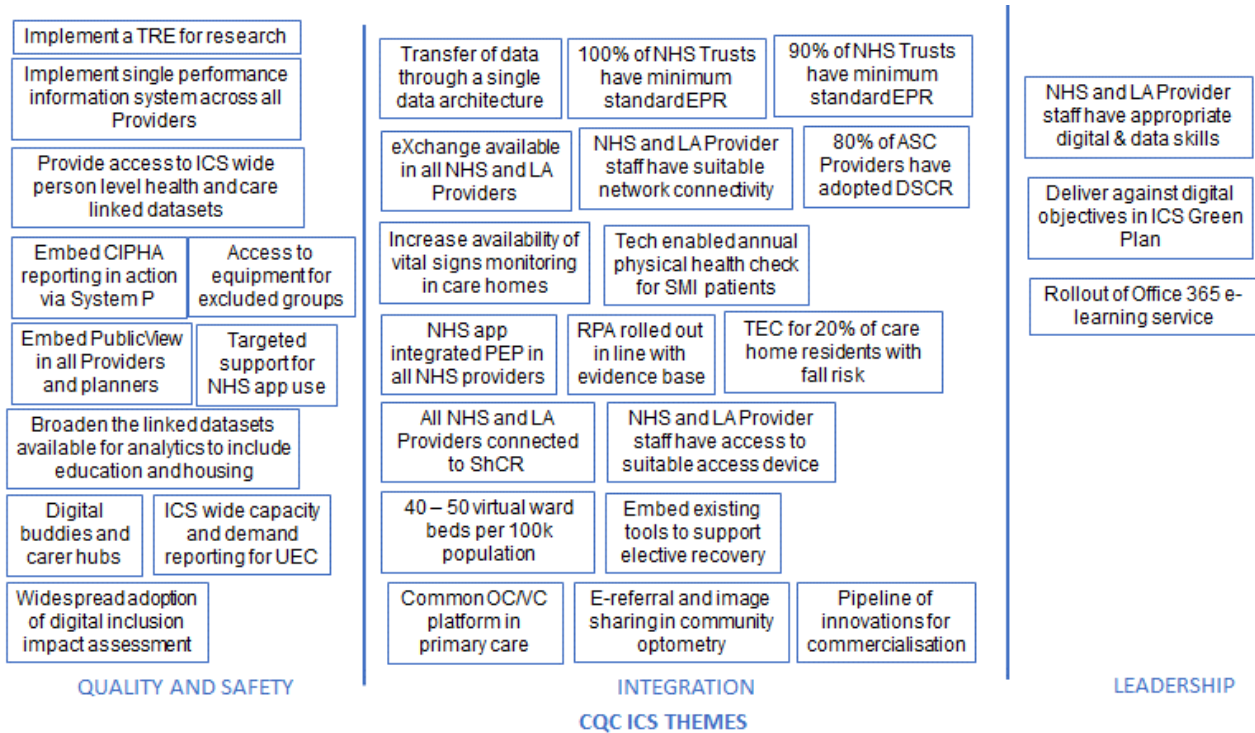 Implement a TRE for research
Implement single performance
information system across all
Providers
Provide access to ICS wide
person level health and care
linked datasets
Embed CIPHA
reporting in action
via System P
Access to
equipment for
excluded groups
Embed PublicView
in all Providers
and planners
Targeted
support for
NHS app use
Broaden the linked datasets
available for analytics to include
education and housing
Digital
buddies and
carer hubs
ICS wide capacity
and demand
reporting for UEC
Widespread adoption
of digital inclusion
impact assessment
QUALITY AND SAFETY
Transfer of data
through a single
data architecture
100% of NHS Trusts
have minimum
standard EPR
90% of NHS Trusts
have minimum
standard EPR
eXchange available
in all NHS and LA
Providers
NHS and LA Provider
staff have suitable
network connectivity
80% of ASC
Providers have
adopted DSCR
Increase availability of
vital signs monitoring
in care homes
Tech enabled annual
physical health check
for SMI patients
NHS app
integrated PEP in
all NHS providers
RPA rolled out
in line with
evidence base
TEC for 20% of care
home residents with
fall risk
All NHS and LA
Providers connected
to ShCR
NHS and LA Provider
staff have access to
suitable access device
40 – 50 virtual ward
beds per 100k
population
Embed existing
tools to support
elective recovery
Common OC/VC
platform in
primary care
E-referral and image
sharing in community
optometry
Pipeline of
innovations for
commercialisation
INTEGRATION
NHS and LA Provider
staff have appropriate
digital & data skills
Deliver against digital
objectives in ICS Green
Plan
Rollout of Office 365 e-
learning service
LEADERSHIP
CQC ICS THEMES